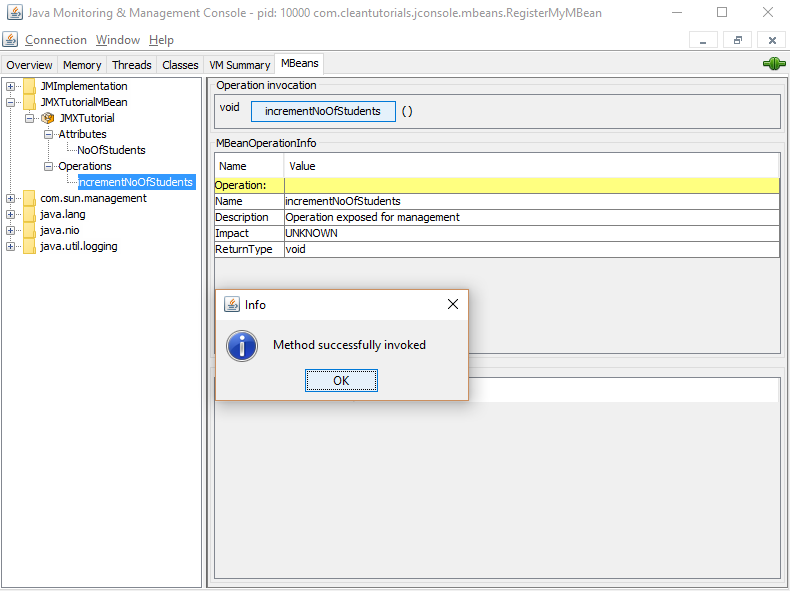 Java Monitoring & Management Console - pid: 10000 com.cleantutorials.jconsole.mbeans.RegisterMyMBean
Connection Window Help
Overview Memory Threads Classes VM Summary MBeans
JMImplementation
JMXTutorialMBean
JMXTutorial
Attributes
NoOfStudents
Operations
incrementNoOfStudents
com.sun.management
java.lang
java.nio
java.util.logging
Operation invocation
void incrementNoOfStudents ( )
MBeanOperationInfo
Name Value
Operation:
Name incrementNoOfStudents
Description Operation exposed for management
Impact UNKNOWN
ReturnType void
Info
Method successfully invoked
OK